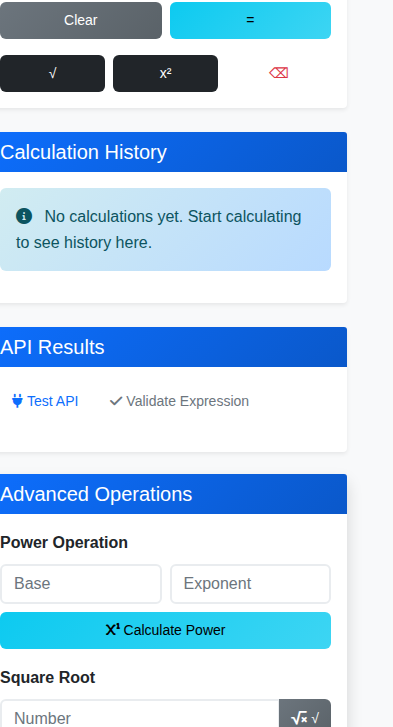 Clear =
√ x² ⌫
Calculation History
No calculations yet. Start calculating
to see history here.
API Results
Test API Validate Expression
Advanced Operations
Power Operation
Base Exponent
X¹ Calculate Power
Square Root
Number √x √